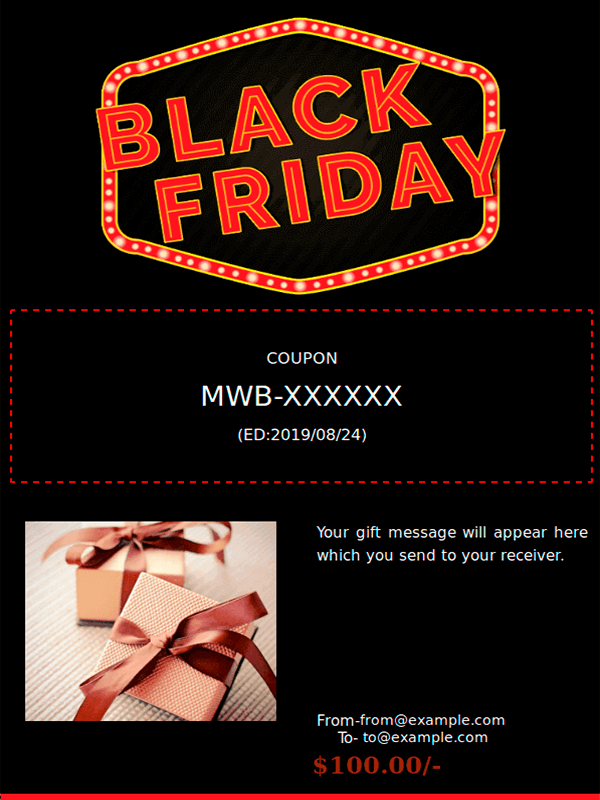 BLACK
FRIDAY
COUPON
MWB-XXXXXX
(ED:2019/08/24)
Your gift message will appear here
which you send to your receiver.
From-from@example.com
To- to@example.com
$100.00/-